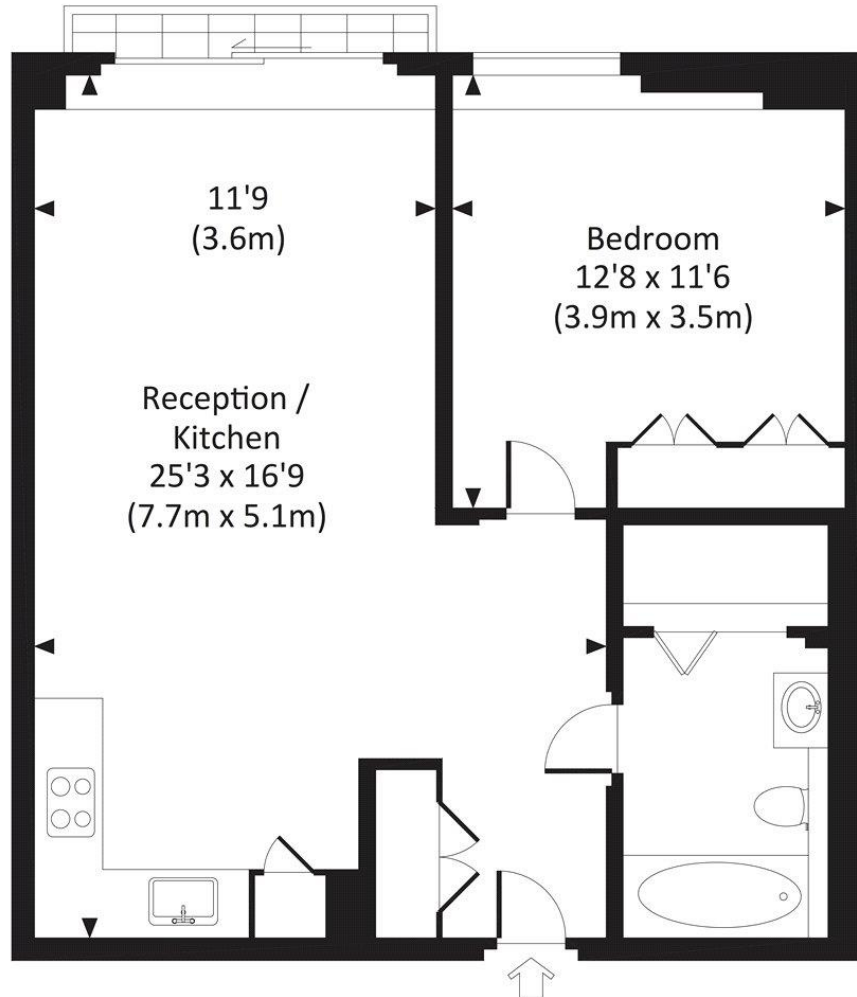 11'9
(3.6m)
Bedroom
12'8 x 11'6
(3.9m x 3.5m)
Reception /
Kitchen
25'3 x 16'9
(7.7m x 5.1m)